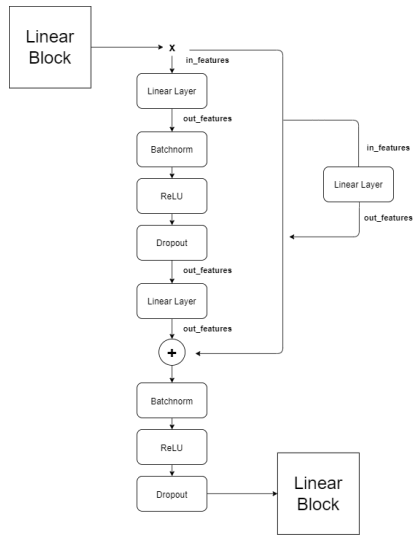 Linear
Block
x
in_features
Linear Layer
out_features
Batchnorm
in_features
Linear Layer
ReLU
out_features
Dropout
out_features
Linear Layer
out_features
+
Batchnorm
ReLU
Dropout
Linear
Block